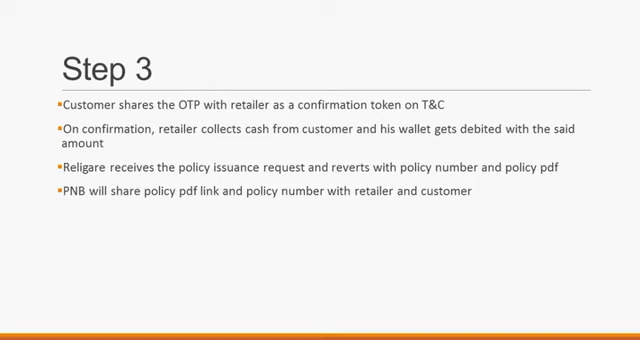 Step 3
▪Customer shares the OTP with retailer as a confirmation token on T&C
▪On confirmation, retailer collects cash from customer and his wallet gets debited with the said
amount
▪Religare receives the policy issuance request and reverts with policy number and policy pdf
▪PNB will share policy pdf link and policy number with retailer and customer